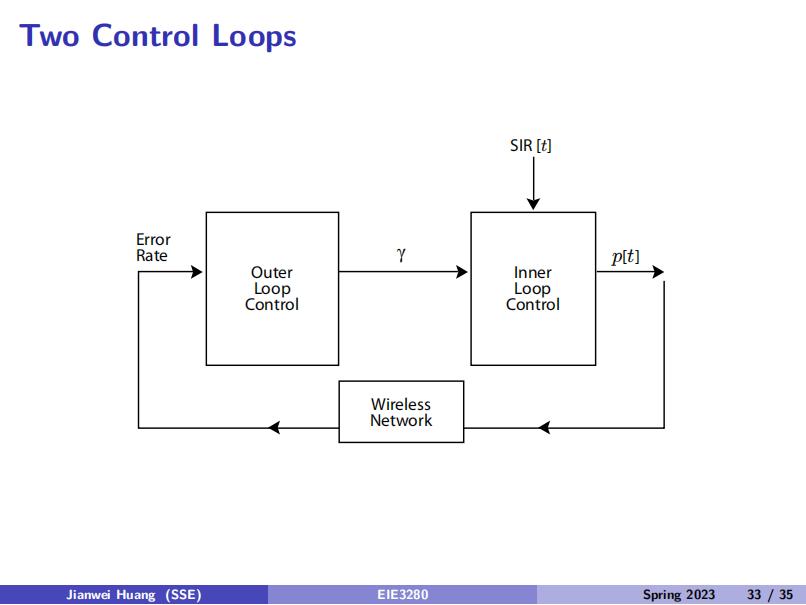 Two Control Loops
SIR [t]
Error
Rate
Outer
Loop
Control
γ
Inner
Loop
Control
p[t]
Wireless
Network
Jianwei Huang (SSE)
EIE3280
Spring 2023
33 / 35